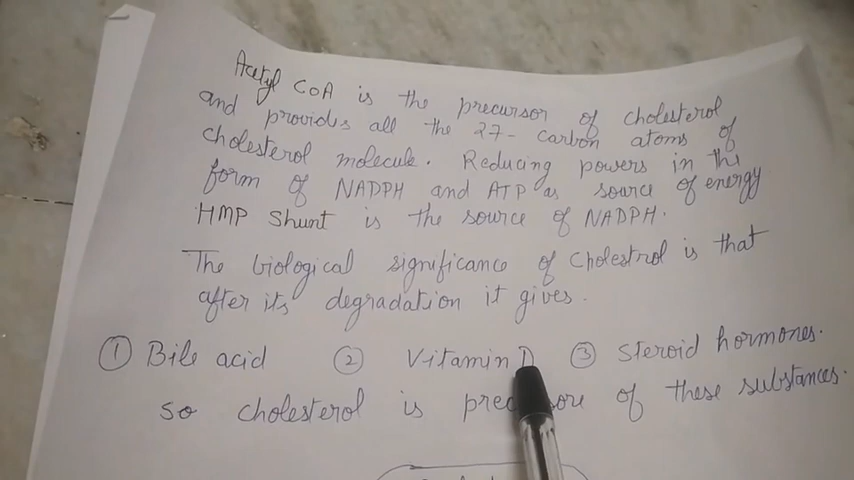 Acetyl CoA is the precursor of cholesterol
and provides all the 27- carbon atoms of
cholesterol molecule. Reducing powers in the
form of NADPH and ATP as source of energy
HMP Shunt is the source of NADPH.
The biological significance of Cholestrol is that
after its degradation it gives.
① Bile acid ② Vitamin D ③ Steroid hormones.
so cholesterol is of these substances.